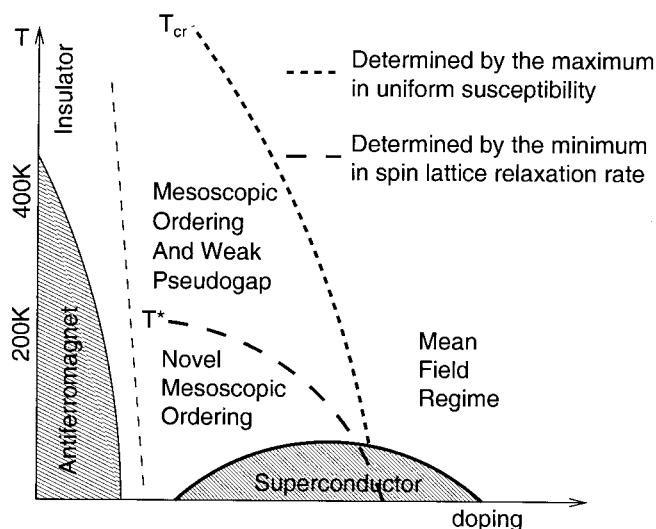 T
T_cr
Insulator
400K
200K
Antiferromagnet
Determined by the maximum
in uniform susceptibility
Determined by the minimum
in spin lattice relaxation rate
Mesoscopic
Ordering
And Weak
Pseudogap
T*
Novel
Mesoscopic
Ordering
Mean
Field
Regime
Superconductor
doping